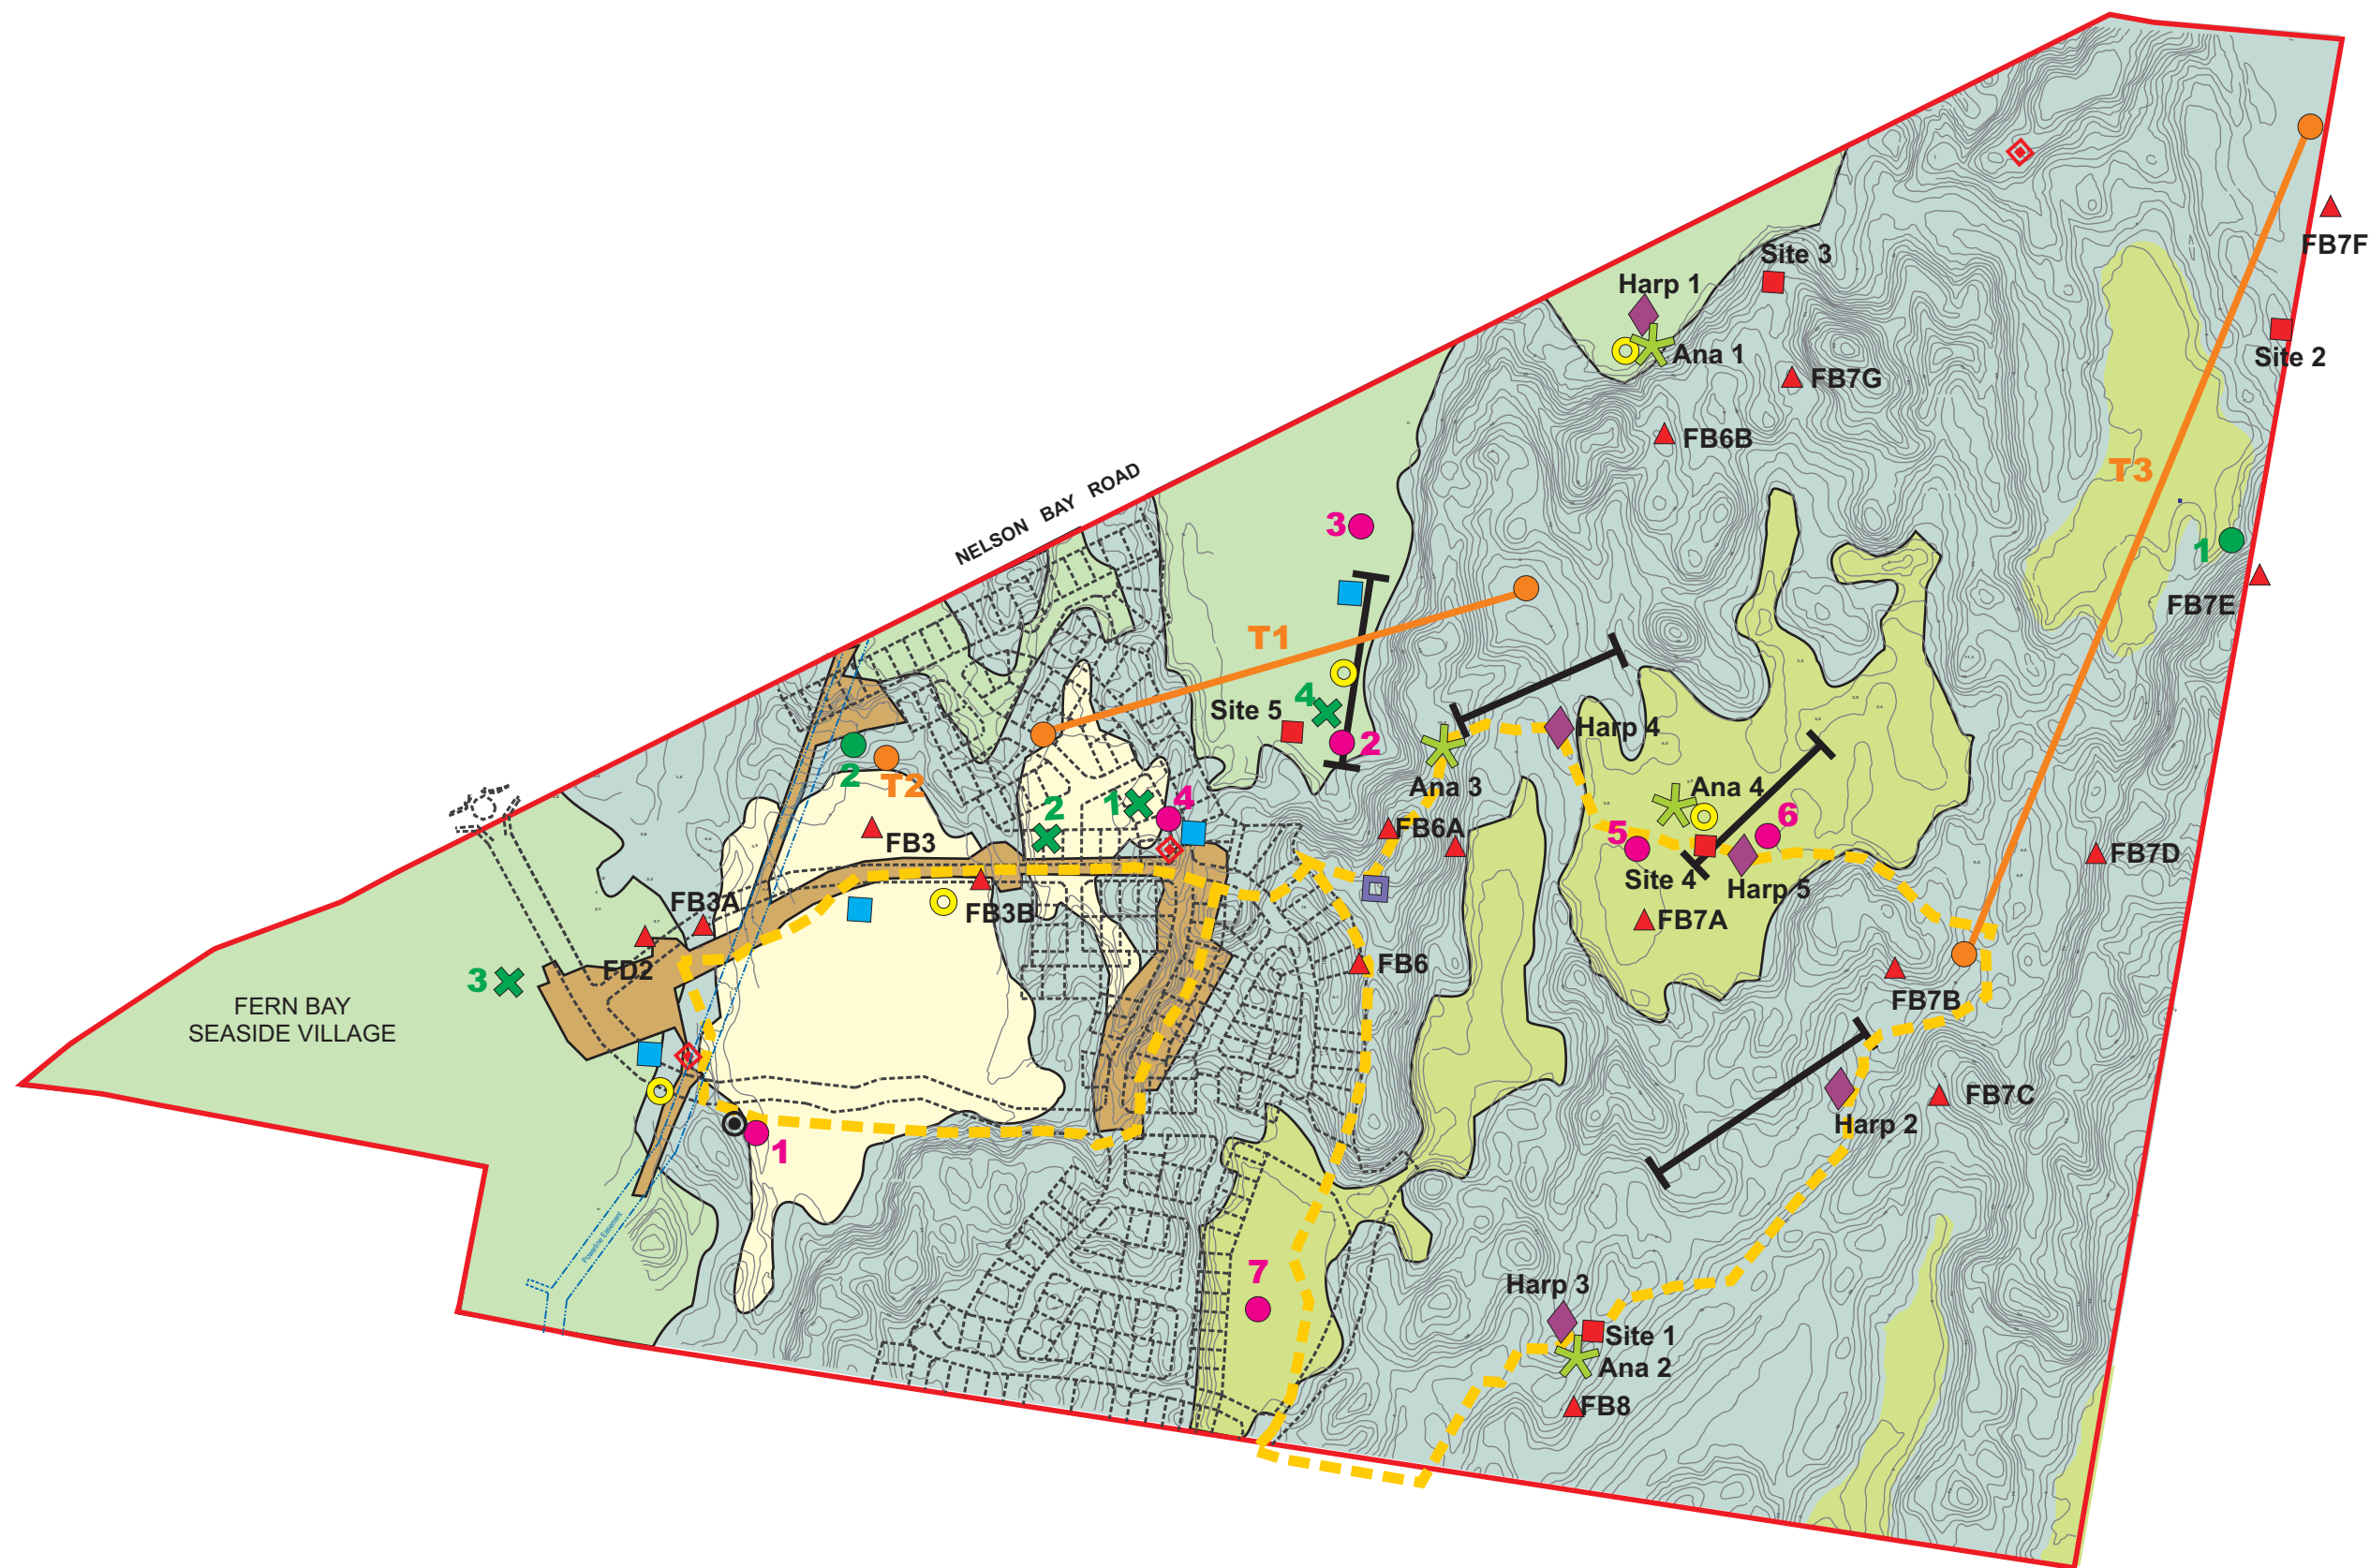 FB7F
Site 3
Harp 1
Site 2
Ana 1
FB7G
FB6B
T3
NELSON BAY ROAD
3
1
FB7E
T1
4
Site 5
Harp 4
2
2
T2
Ana 3
Ana 4
4
1
2
6
FB6A
5
FB3
FB7D
Site 4
Harp 5
FB3A
FB3B
FB7A
FB6
FD2
3
FB7B
FERN BAY
SEASIDE VILLAGE
FB7C
Harp 2
1
Powerline Easement
7
Harp 3
Site 1
Ana 2
FB8